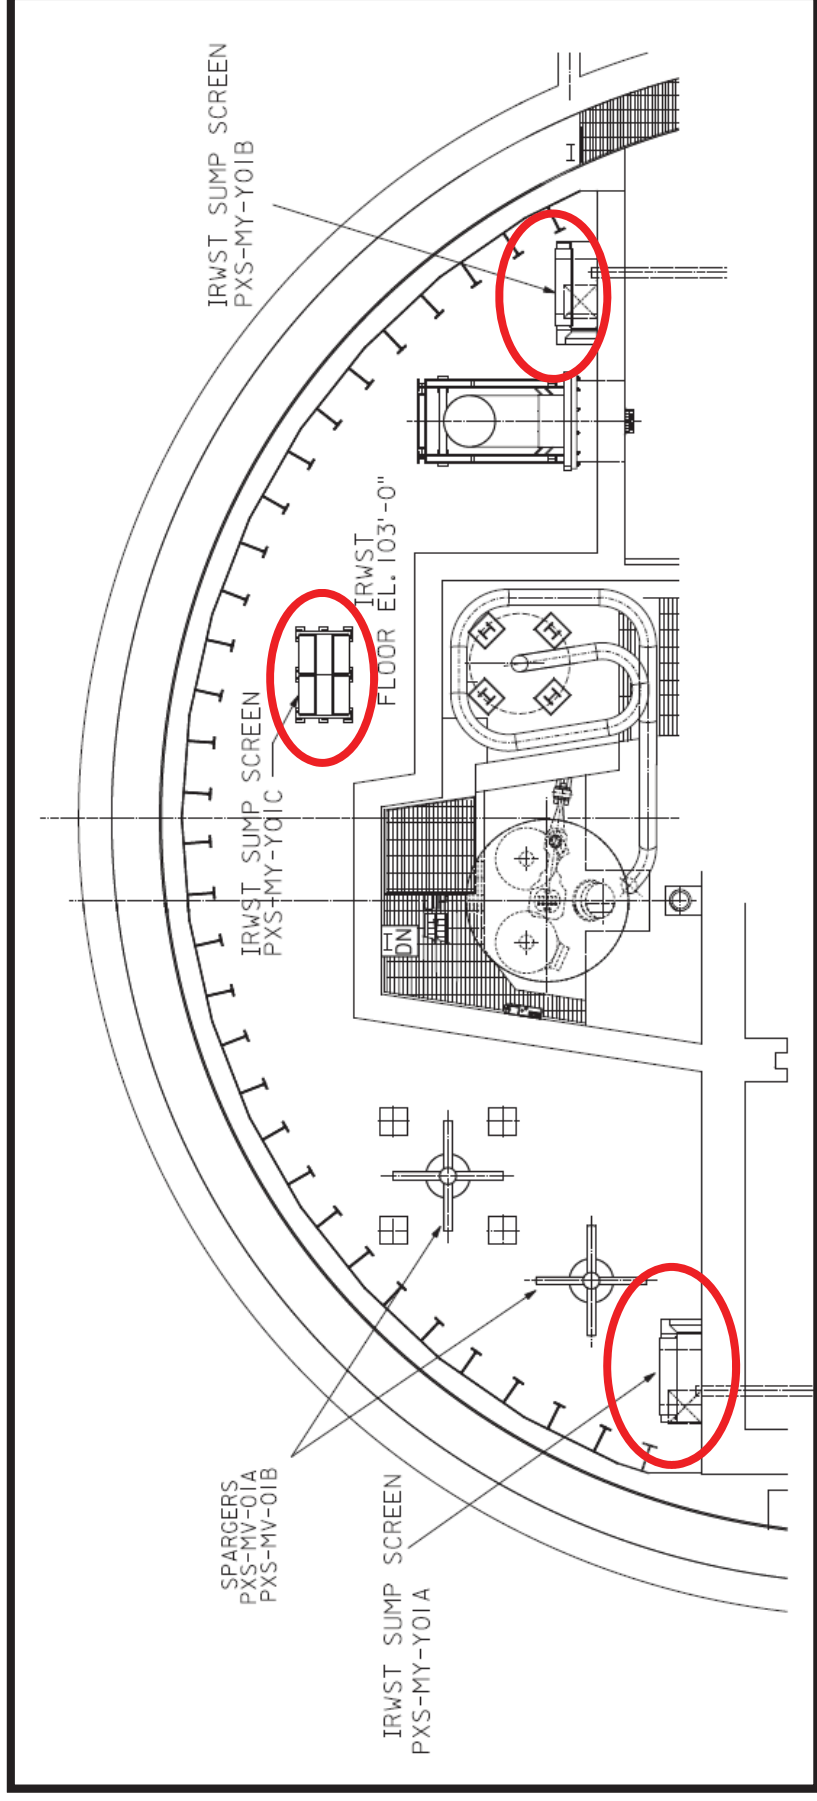 IRWST SUMP SCREEN
PXS-MY-Y01B
IRWST SUMP SCREEN
PXS-MY-Y01C
IRWST
FLOOR EL. 103'-0"
DN
SPARGERS
PXS-MV-01A
PXS-MV-01B
IRWST SUMP SCREEN
PXS-MY-Y01A